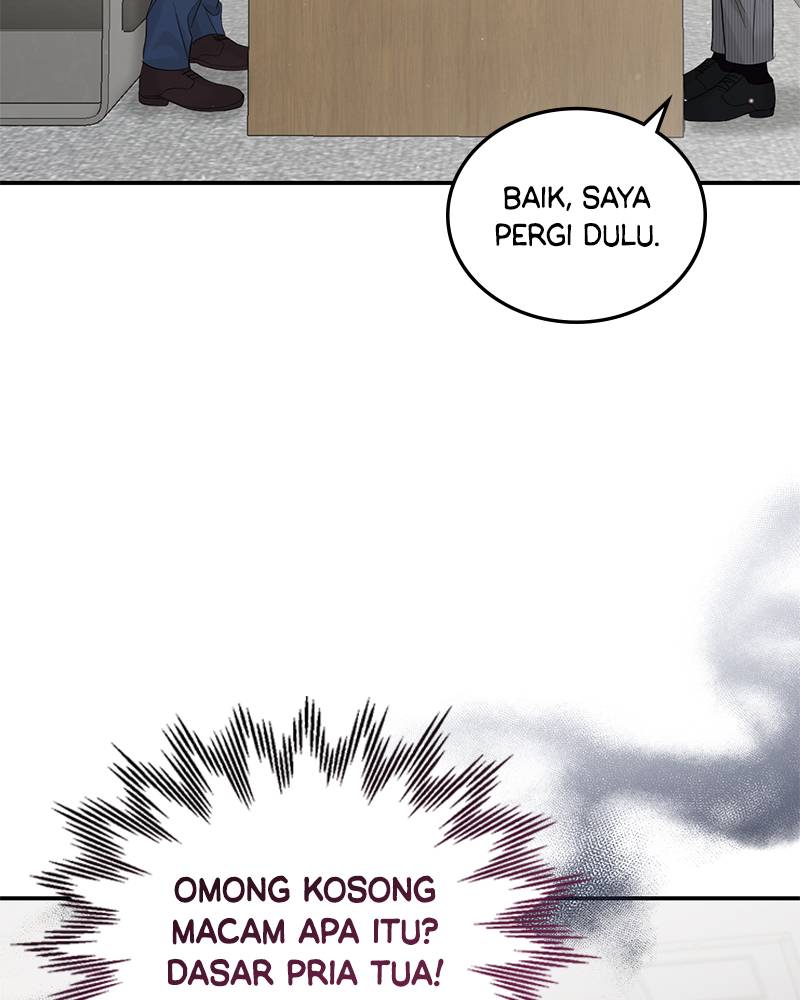 BAIK, SAYA
PERGI DULU.
OMONG KOSONG
MACAM APA ITU?
DASAR PRIA TUA!